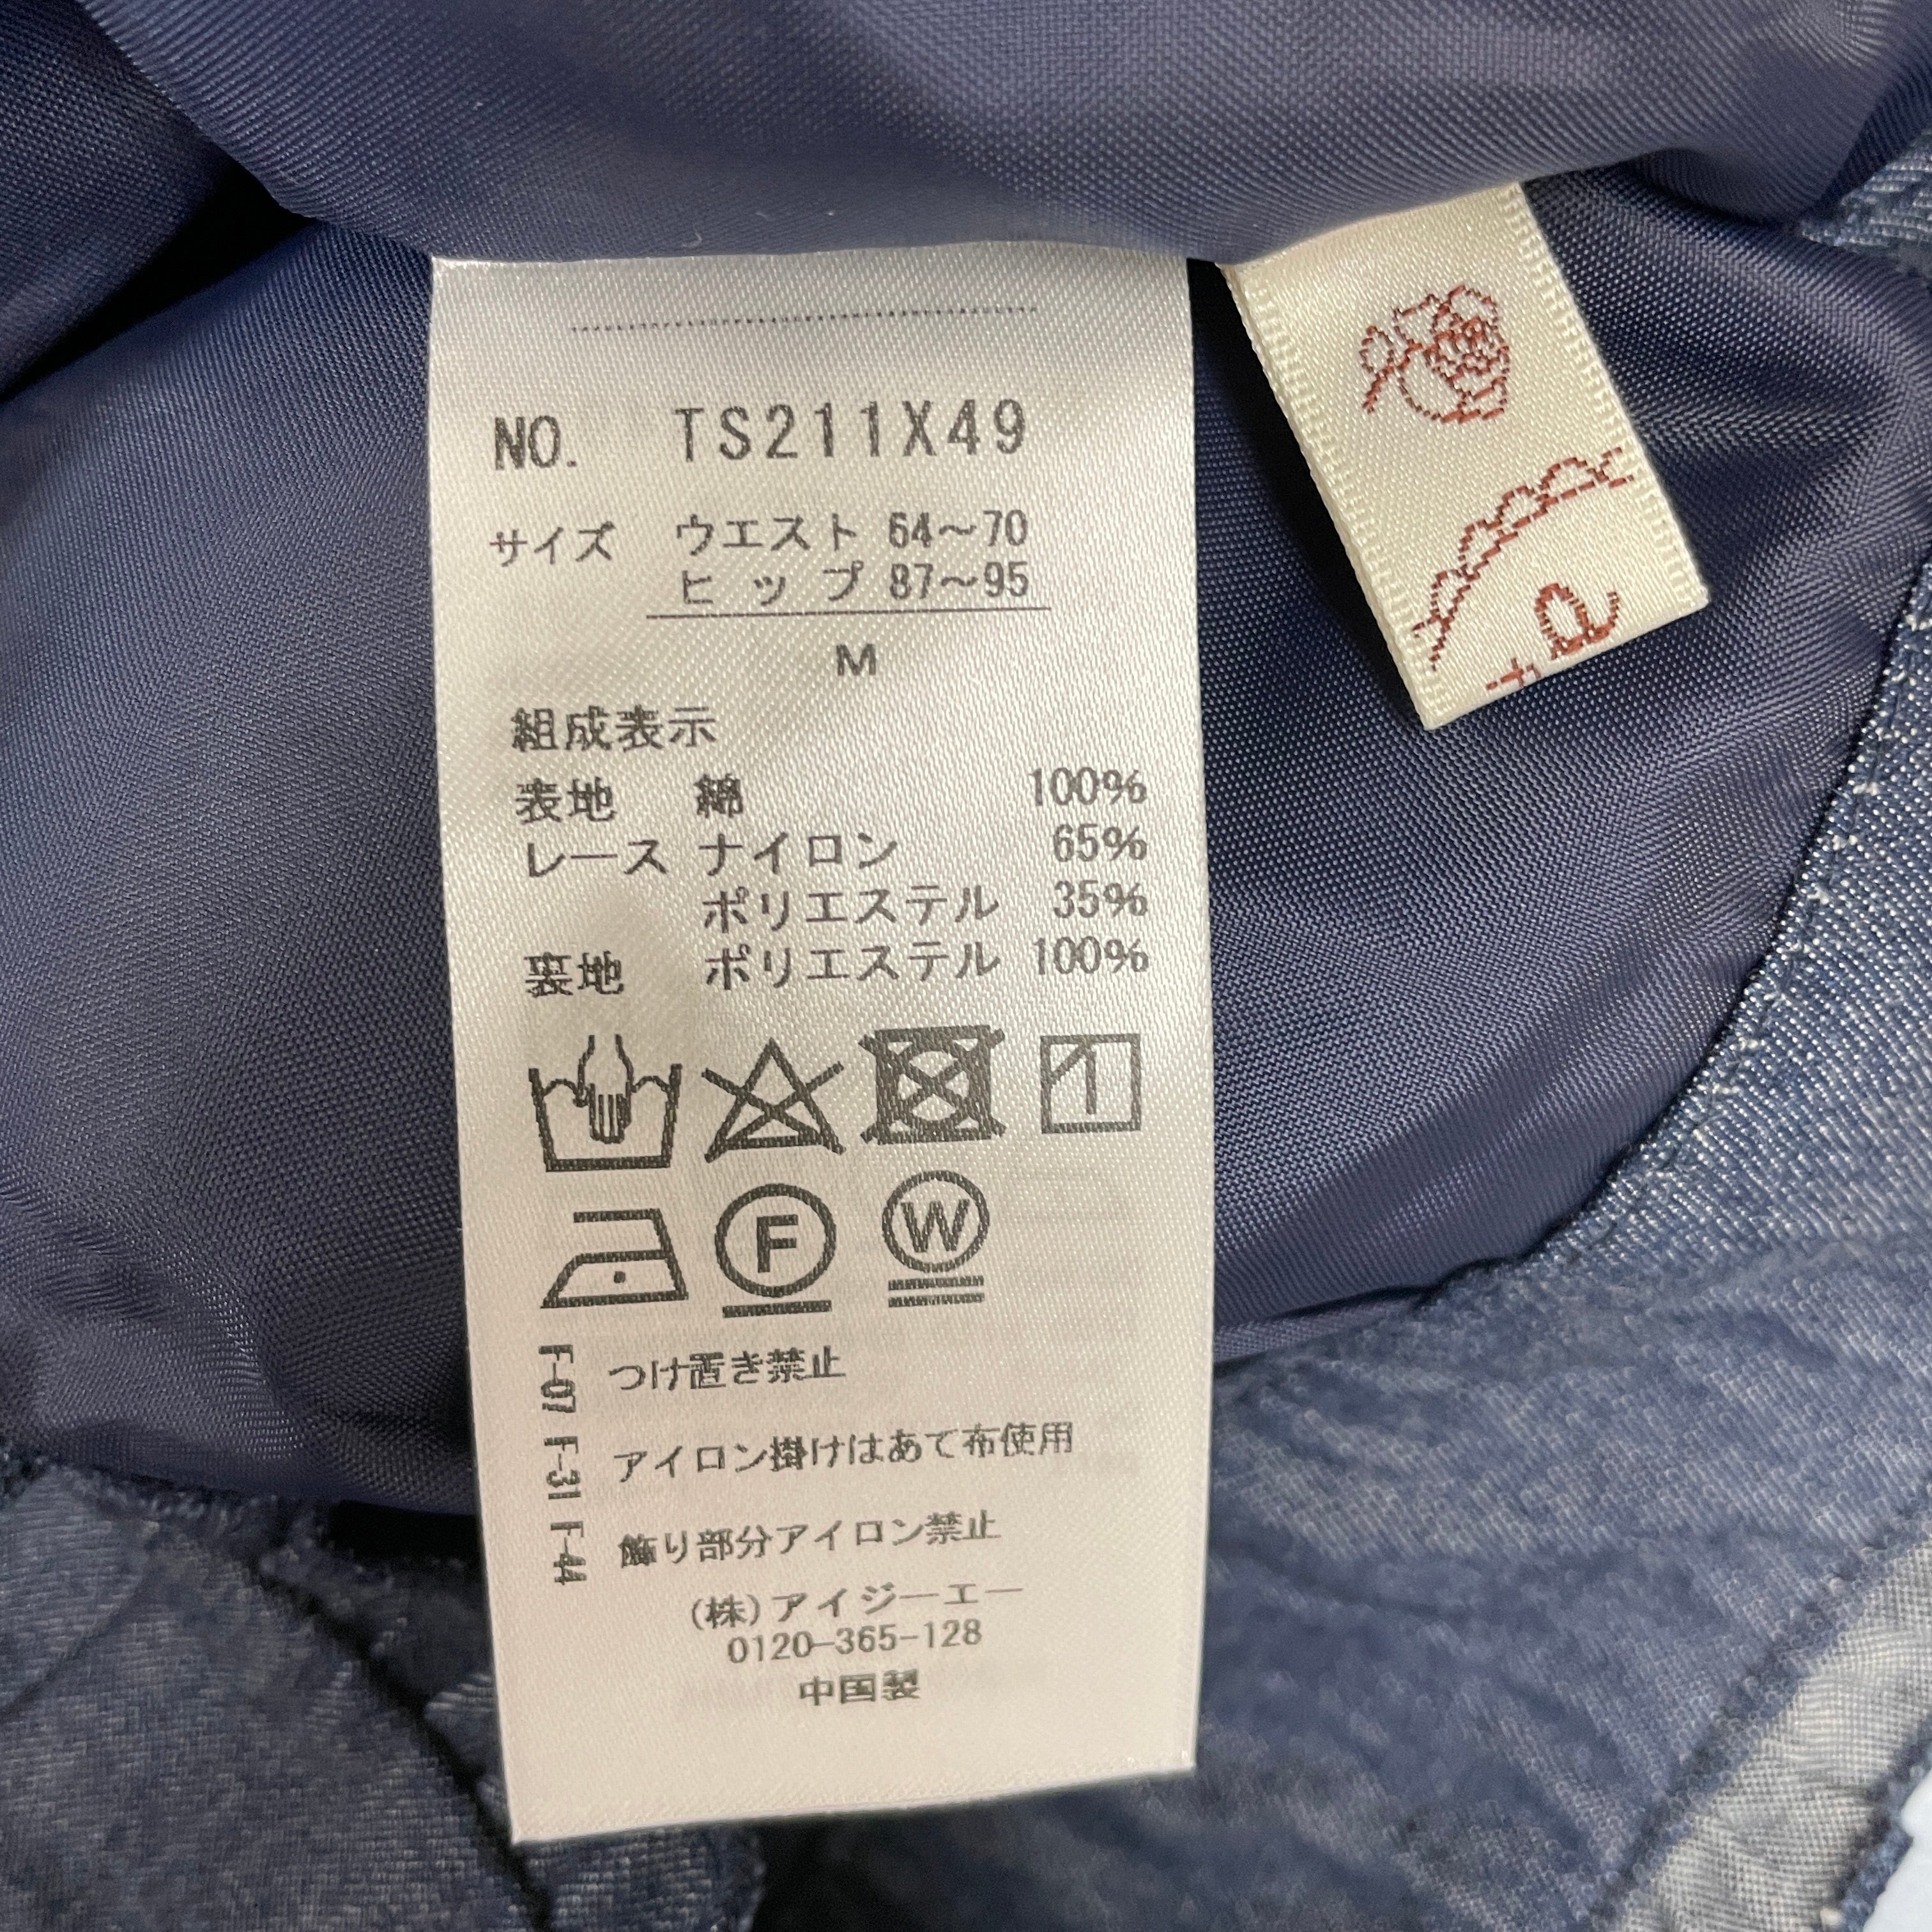 NO. TS211X49
サイズ ウエスト 64～70
ヒップ 87～95
M
組成表示
表地 綿 100%
レース ナイロン 65%
ポリエステル 35%
裏地 ポリエステル 100%
F
W
つけ置き禁止
アイロン掛けはあて布使用
飾り部分アイロン禁止
F-07 F-31 F-44
(株)アイジーエー
0120-365-128
中国製